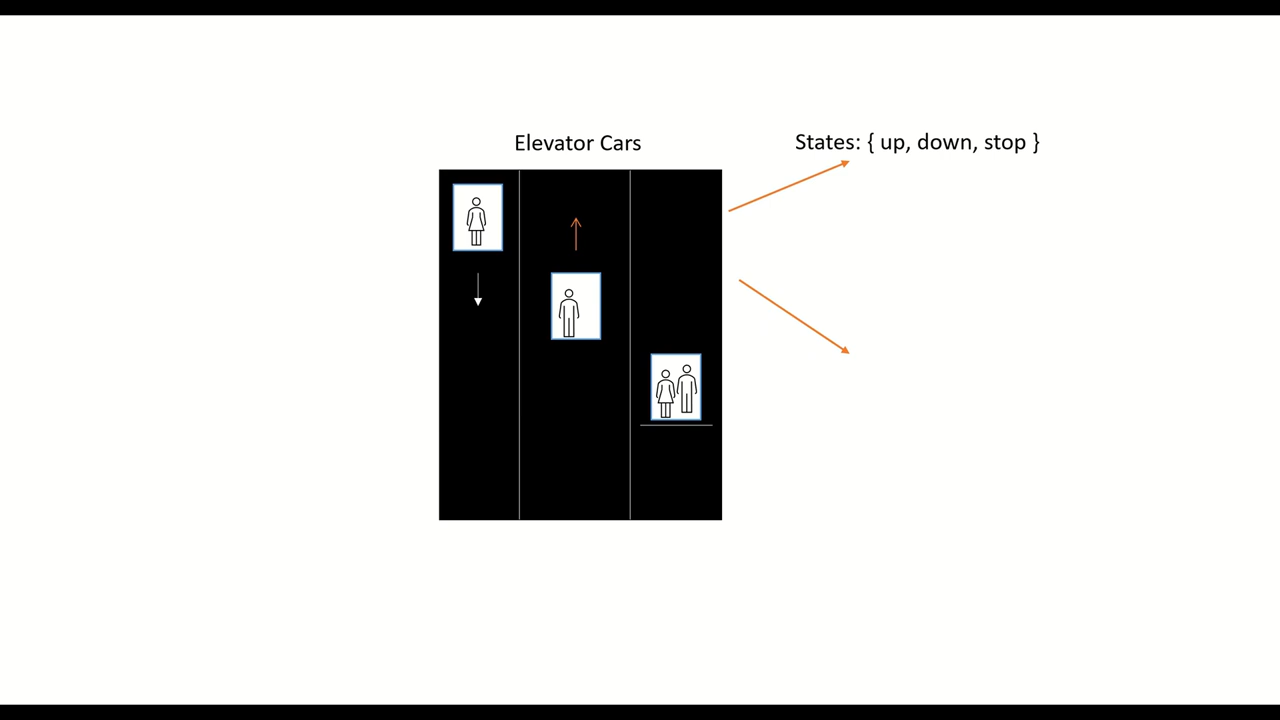 Elevator Cars
States: { up, down, stop }